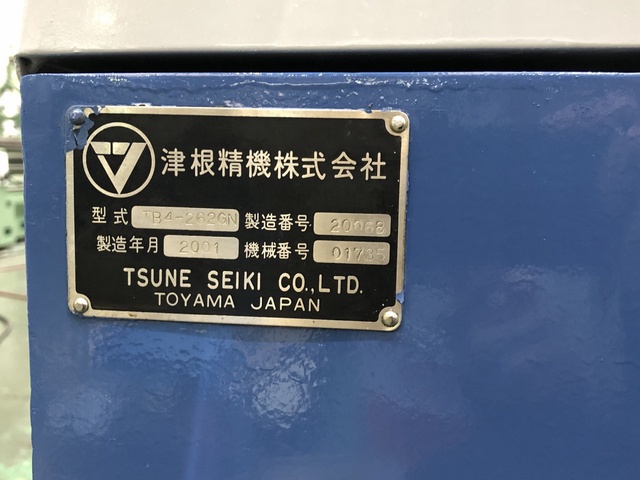 津根精機株式会社
型式 TB4-262GN 製造番号 20068
製造年月 2001 機械番号 01735
TSUNE SEIKI CO.,LTD.
TOYAMA JAPAN